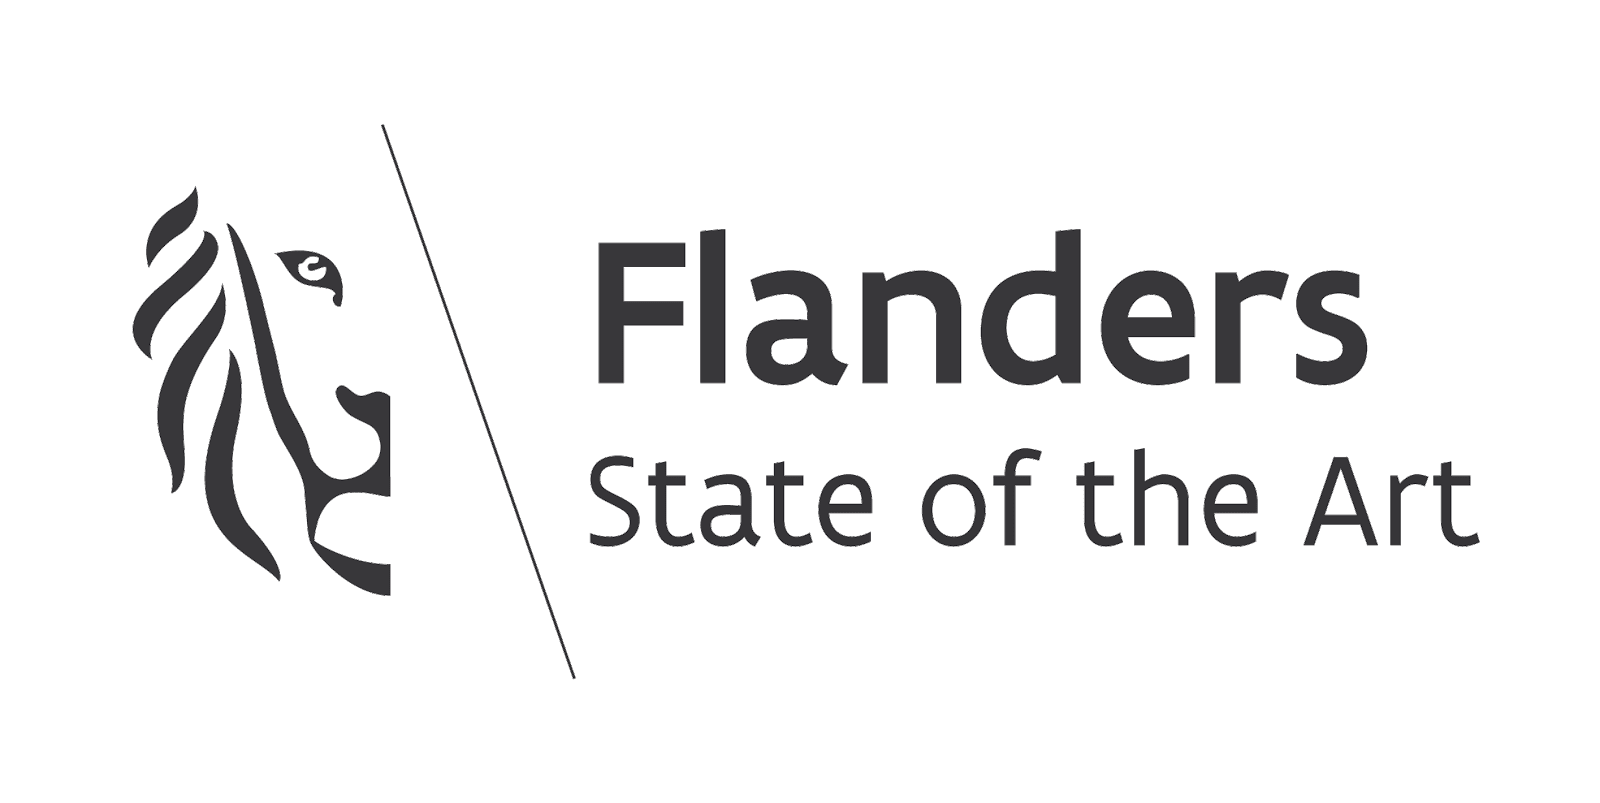 Flanders
State of the Art